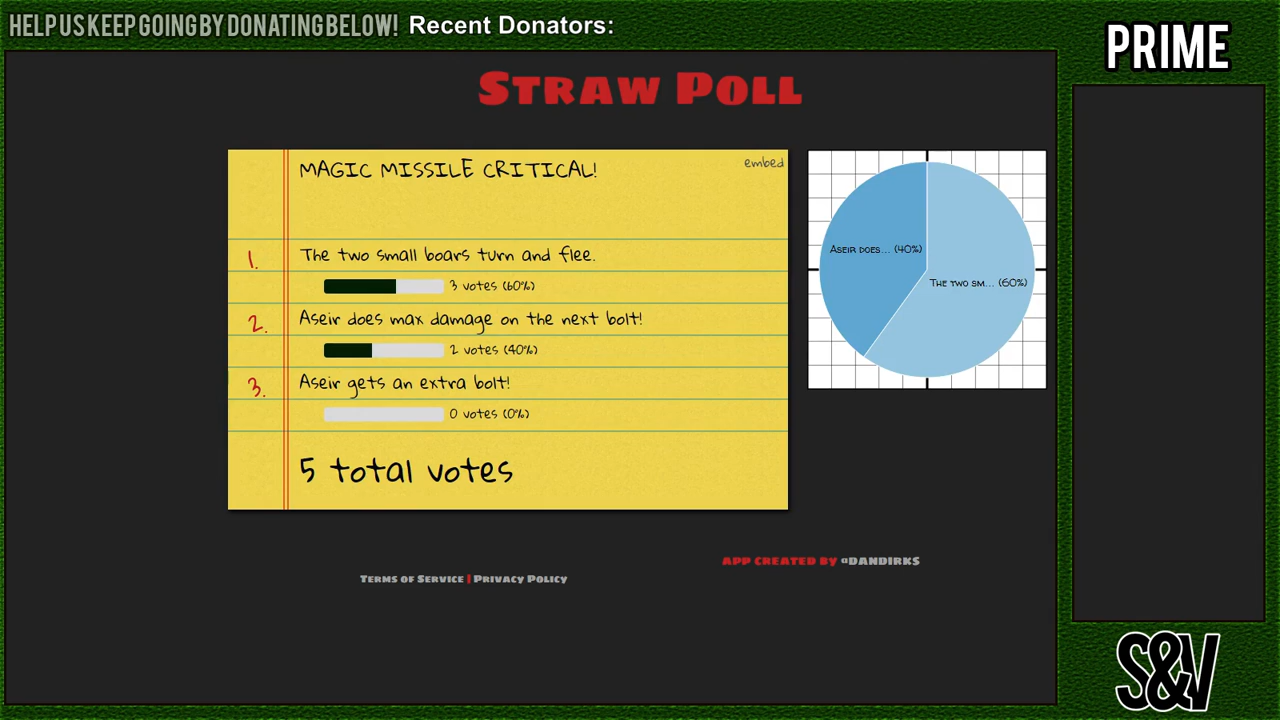 HELP US KEEP GOING BY DONATING BELOW! Recent Donators:
PRIME
STRAW POLL
MAGIC MISSILE CRITICAL!
embed
1. The two small boars turn and flee.
3 votes (60%)
2. Aseir does max damage on the next bolt!
2 votes (40%)
3. Aseir gets an extra bolt!
0 votes (0%)
5 total votes
Aseir does... (40%)
The two sm... (60%)
APP CREATED BY @DANDIRKS
Terms of Service | Privacy Policy
S&V